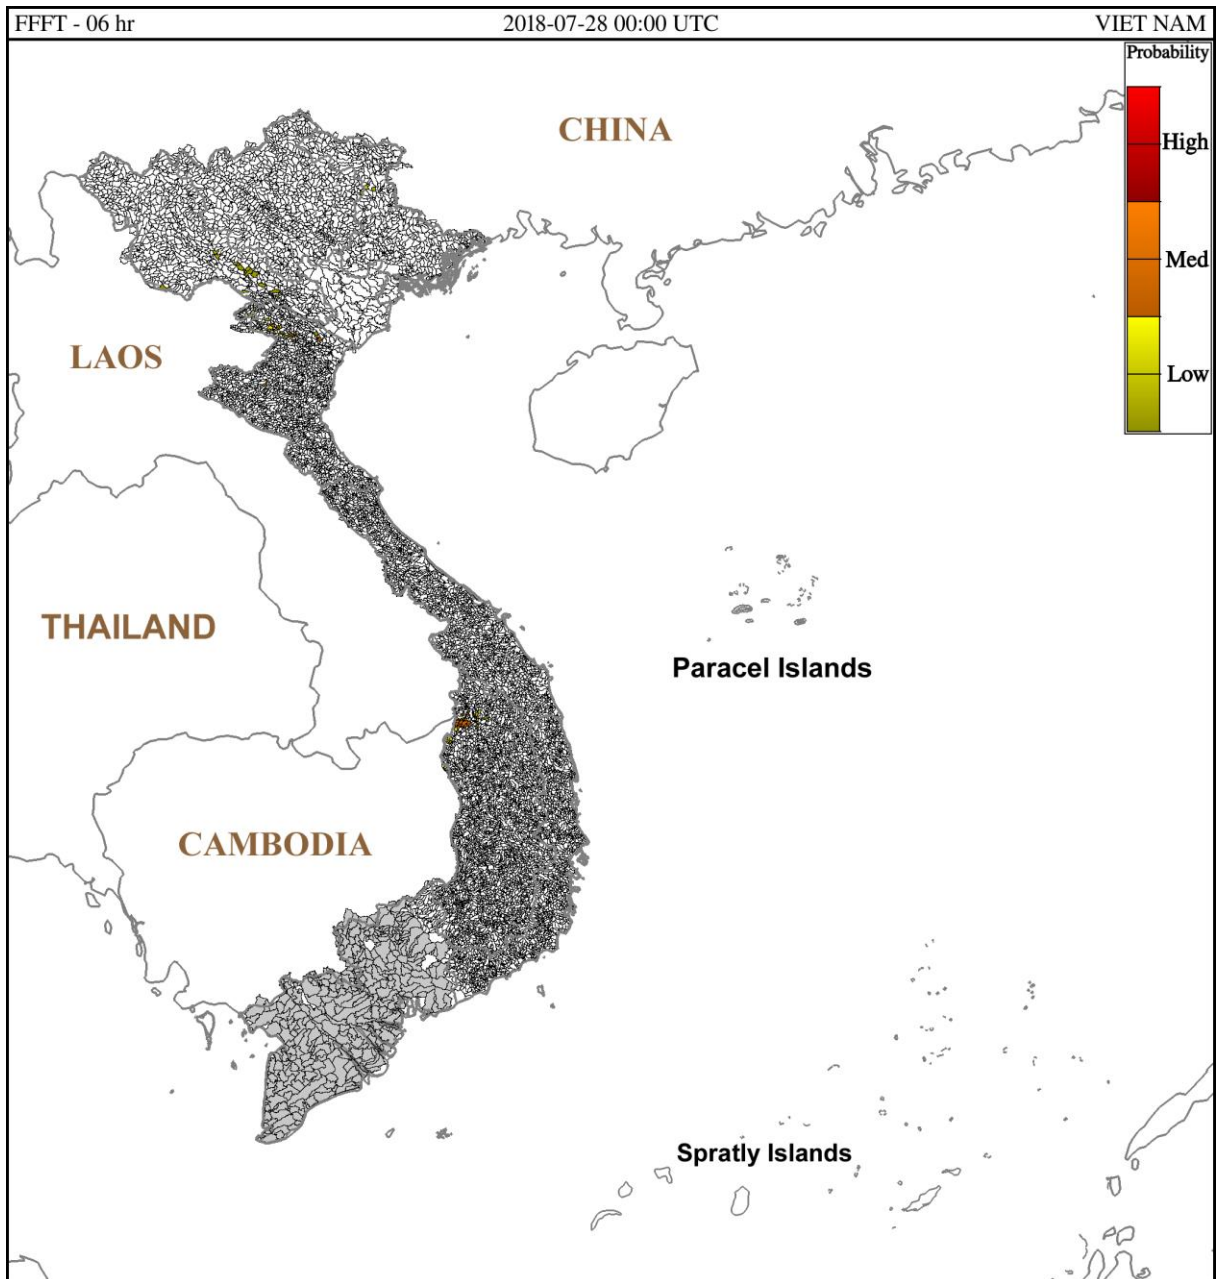 FFFT - 06 hr
2018-07-28 00:00 UTC
VIET NAM
Probability
High
Med
Low
CHINA
LAOS
THAILAND
Paracel Islands
CAMBODIA
Spratly Islands